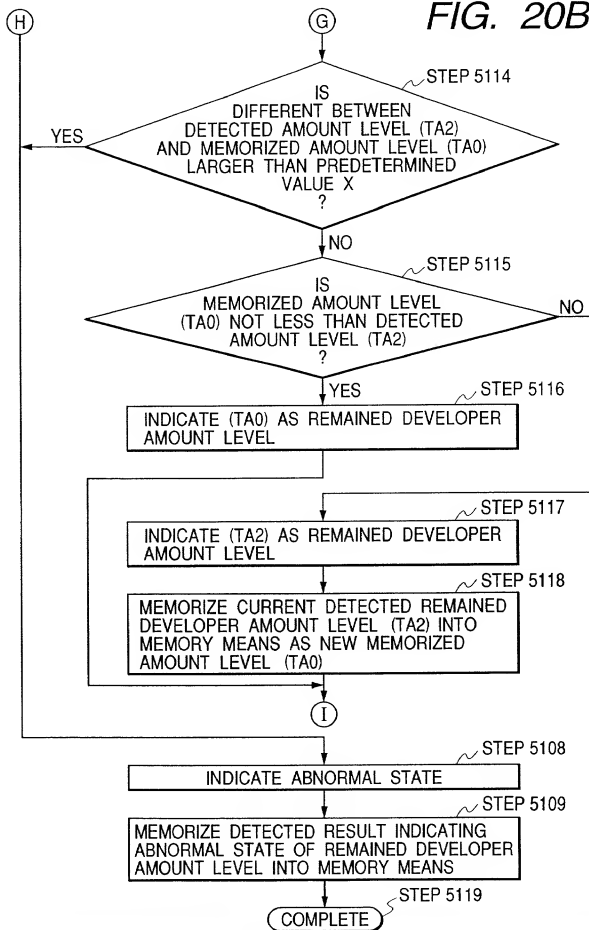 FIG. 20B
H
G
STEP 5114
IS
DIFFERENT BETWEEN
DETECTED AMOUNT LEVEL (TA2)
AND MEMORIZED AMOUNT LEVEL (TA0)
LARGER THAN PREDETERMINED
VALUE X
?
YES
NO
STEP 5115
IS
MEMORIZED AMOUNT LEVEL
(TA0) NOT LESS THAN DETECTED
AMOUNT LEVEL (TA2)
?
NO
YES
STEP 5116
INDICATE (TA0) AS REMAINED DEVELOPER
AMOUNT LEVEL
STEP 5117
INDICATE (TA2) AS REMAINED DEVELOPER
AMOUNT LEVEL
STEP 5118
MEMORIZE CURRENT DETECTED REMAINED
DEVELOPER AMOUNT LEVEL (TA2) INTO
MEMORY MEANS AS NEW MEMORIZED
AMOUNT LEVEL (TA0)
I
STEP 5108
INDICATE ABNORMAL STATE
STEP 5109
MEMORIZE DETECTED RESULT INDICATING
ABNORMAL STATE OF REMAINED DEVELOPER
AMOUNT LEVEL INTO MEMORY MEANS
STEP 5119
COMPLETE